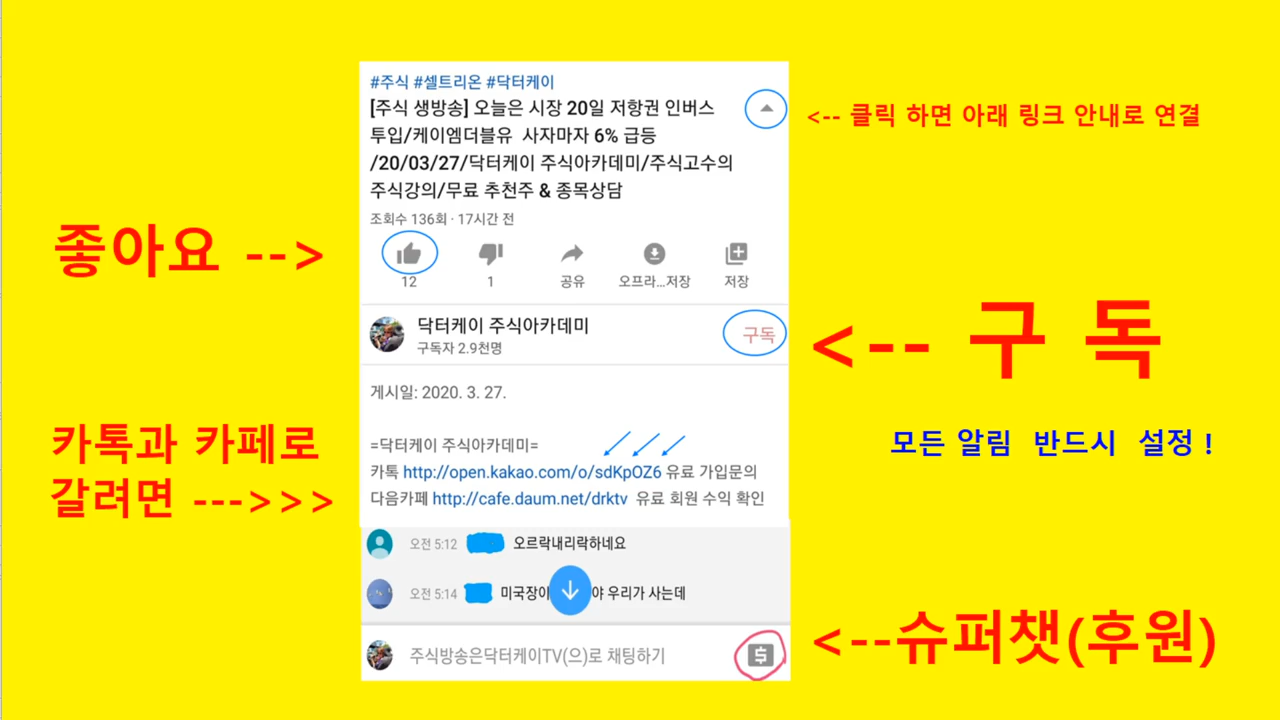 #주식 #셀트리온 #닥터케이
[주식 생방송] 오늘은 시장 20일 저항권 인버스
투입/케이엠더블유 사자마자 6% 급등
/20/03/27/닥터케이 주식아카데미/주식고수의
주식강의/무료 추천주 & 종목상담
<-- 클릭 하면 아래 링크 안내로 연결
조회수 136회 · 17시간 전
좋아요 -->
12
1
공유
오프라...저장
저장
닥터케이 주식아카데미
구독자 2.9천명
구독
<-- 구 독
게시일: 2020. 3. 27.
모든 알림 반드시 설정 !
카톡과 카페로
갈려면 --->>>
=닥터케이 주식아카데미=
카톡 http://open.kakao.com/o/sdKpOZ6 유료 가입문의
다음카페 http://cafe.daum.net/drktv 유료 회원 수익 확인
오전 5:12 오르락내리락하네요
오전 5:14 미국장이 야 우리가 사는데
주식방송은닥터케이TV(으)로 채팅하기
<--슈퍼챗(후원)